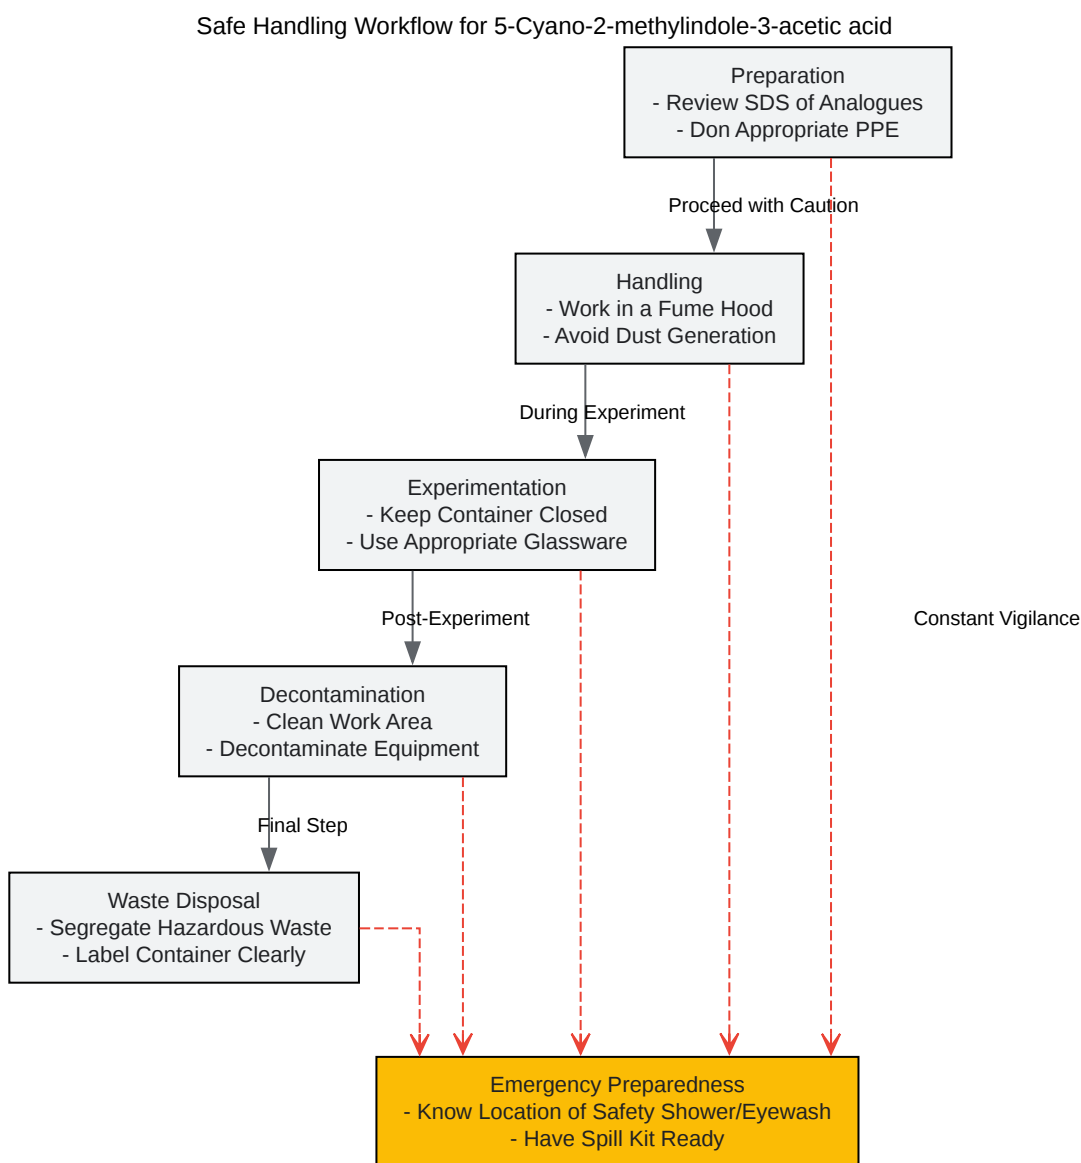 Safe Handling Workflow for 5-Cyano-2-methylindole-3-acetic acid
Preparation
- Review SDS of Analogues
- Don Appropriate PPE
Proceed with Caution
Handling
- Work in a Fume Hood
- Avoid Dust Generation
During Experiment
Experimentation
- Keep Container Closed
- Use Appropriate Glassware
Post-Experiment
Constant Vigilance
Decontamination
- Clean Work Area
- Decontaminate Equipment
Final Step
Waste Disposal
- Segregate Hazardous Waste
- Label Container Clearly
Emergency Preparedness
- Know Location of Safety Shower/Eyewash
- Have Spill Kit Ready